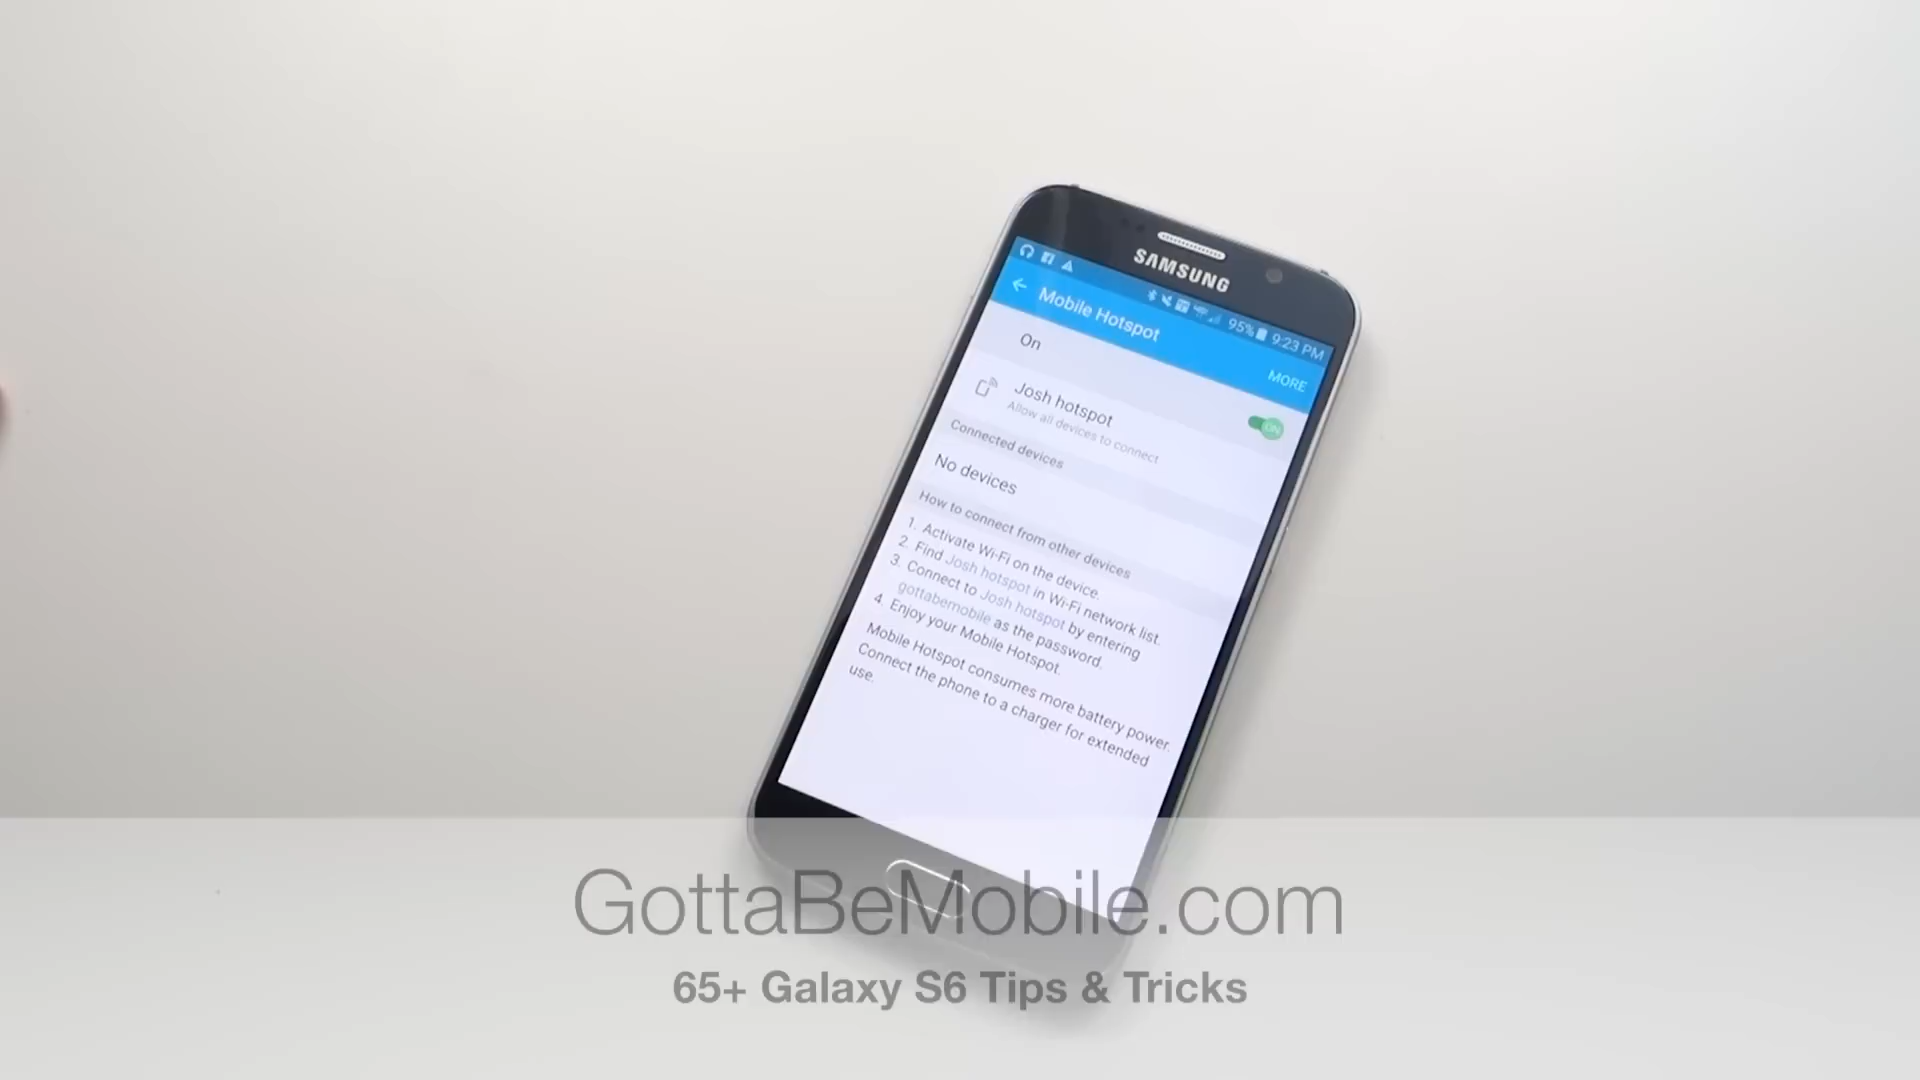 SAMSUNG
95% 9:23 PM
Mobile Hotspot
MORE
On
ON
Josh hotspot
Allow all devices to connect
Connected devices
No devices
How to connect from other devices
1. Activate Wi-Fi on the device.
2. Find Josh hotspot in Wi-Fi network list.
3. Connect to Josh hotspot by entering
gottabemobile as the password.
4. Enjoy your Mobile Hotspot.
Mobile Hotspot consumes more battery power.
Connect the phone to a charger for extended
use.
GottaBeMobile.com
65+ Galaxy S6 Tips & Tricks